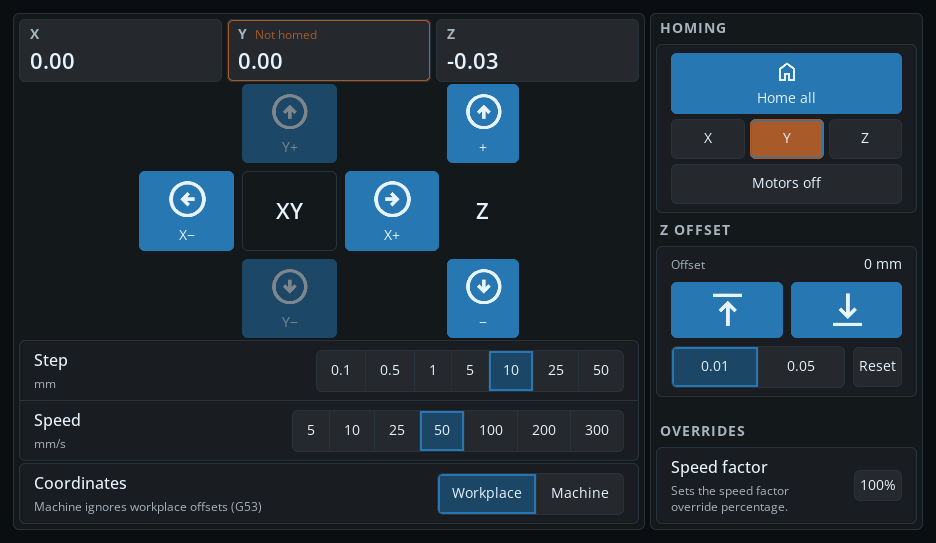 X
0.00
Y Not homed
0.00
Z
-0.03
Y+
+
X−
XY
X+
Z
Y−
−
Step
mm
0.1 0.5 1 5 10 25 50
Speed
mm/s
5 10 25 50 100 200 300
Coordinates
Machine ignores workplace offsets (G53)
Workplace Machine
HOMING
Home all
X Y Z
Motors off
Z OFFSET
Offset 0 mm
0.01 0.05 Reset
OVERRIDES
Speed factor
Sets the speed factor
override percentage.
100%